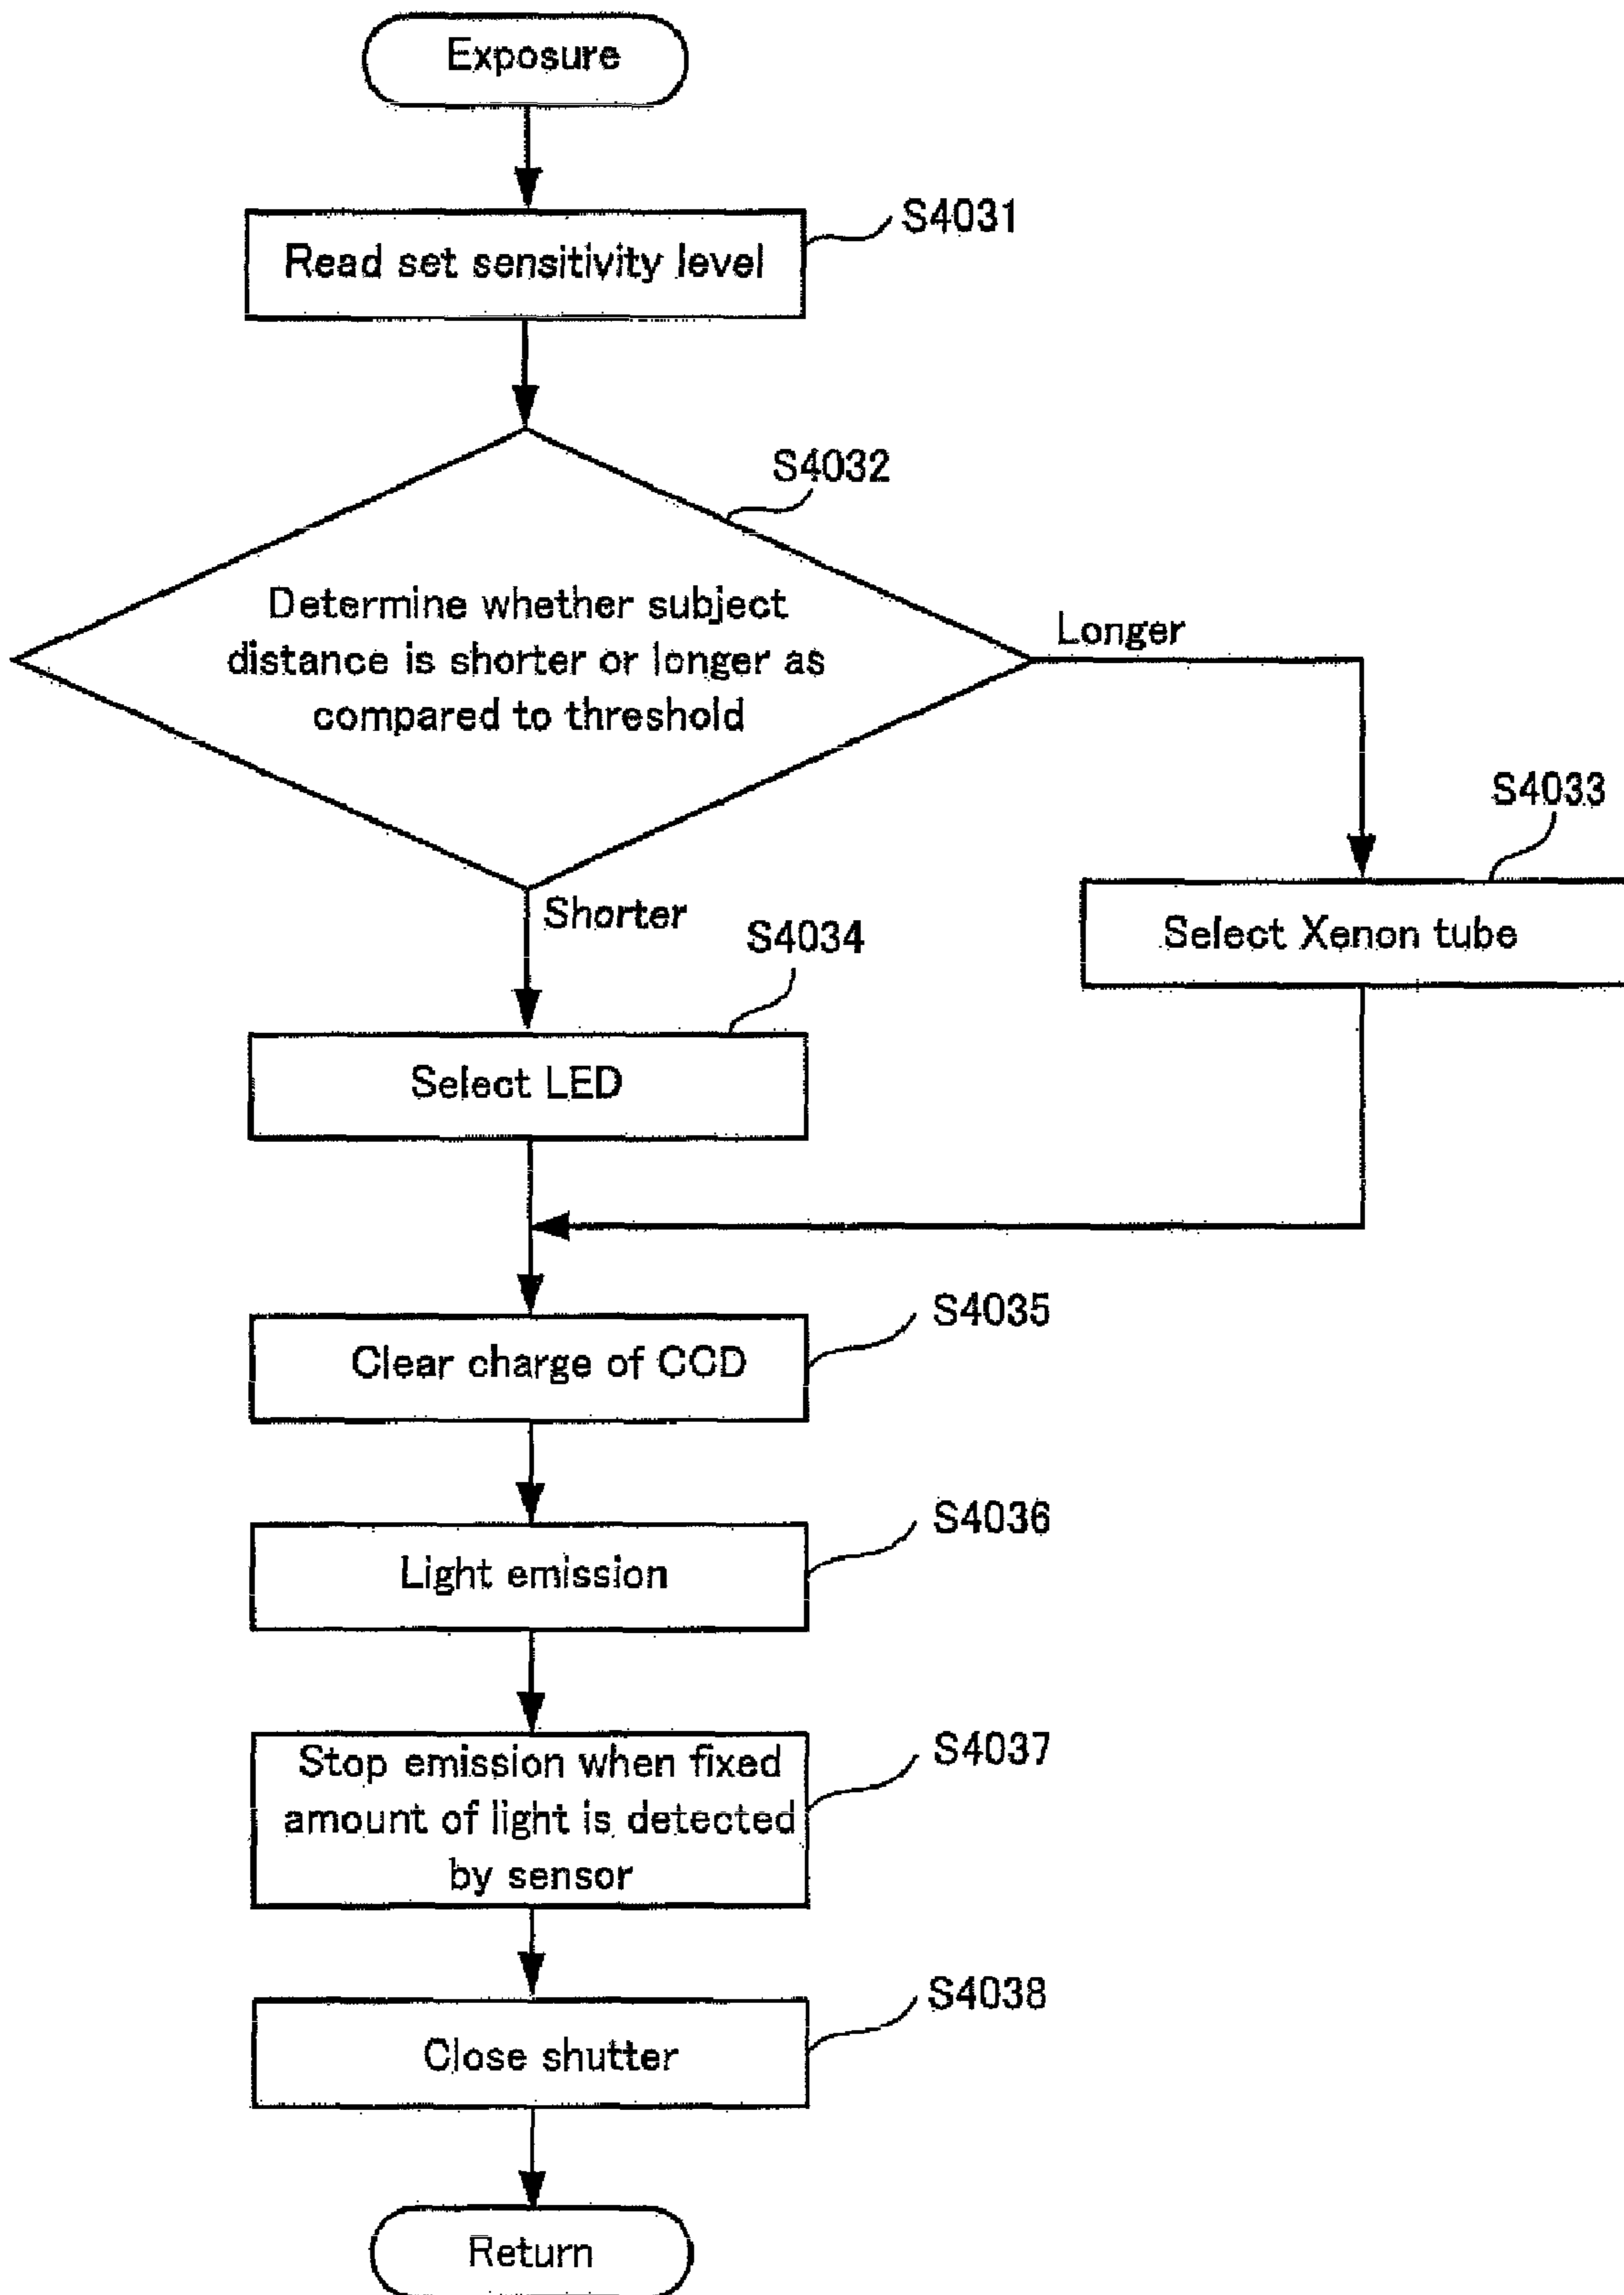 Exposure
S4031
Read set sensitivity level
S4032
Determine whether subject
distance is shorter or longer as
compared to threshold
Longer
Shorter
S4033
Select Xenon tube
S4034
Select LED
S4035
Clear charge of CCD
S4036
Light emission
S4037
Stop emission when fixed
amount of light is detected
by sensor
S4038
Close shutter
Return